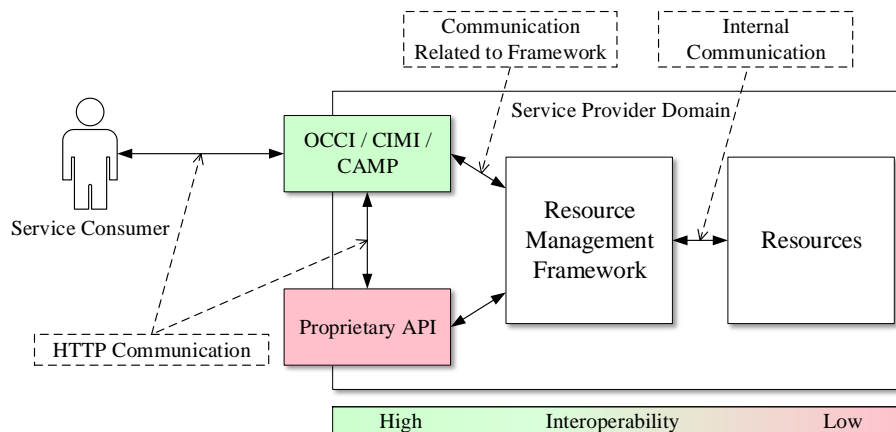 Communication
Related to Framework
Internal
Communication
Service Provider Domain
OCCI / CIMI /
CAMP
Service Consumer
Resource
Management
Framework
Resources
Proprietary API
HTTP Communication
High Interoperability Low